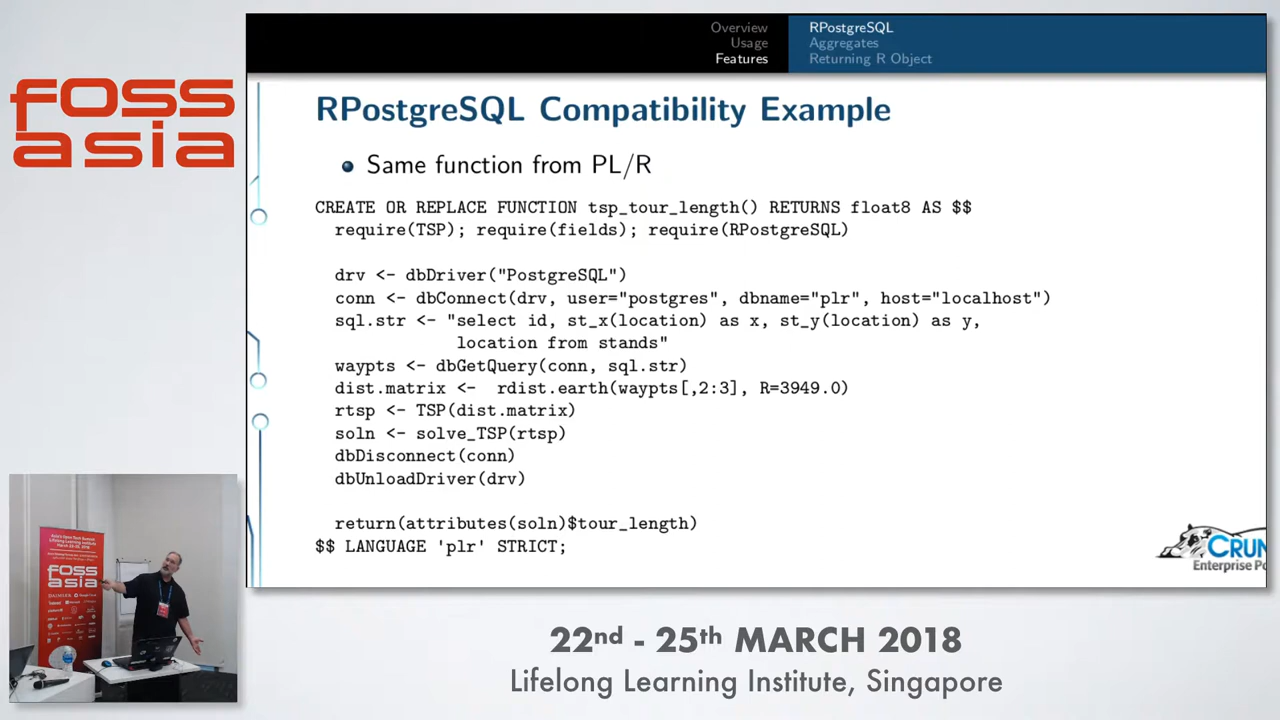 foss
asia
Overview
Usage
Features
RPostgreSQL
Aggregates
Returning R Object
RPostgreSQL Compatibility Example
Same function from PL/R
CREATE OR REPLACE FUNCTION tsp_tour_length() RETURNS float8 AS $$
require(TSP); require(fields); require(RPostgreSQL)
drv <- dbDriver("PostgreSQL")
conn <- dbConnect(drv, user="postgres", dbname="plr", host="localhost")
sql.str <- "select id, st_x(location) as x, st_y(location) as y,
location from stands"
waypts <- dbGetQuery(conn, sql.str)
dist.matrix <- rdist.earth(waypts[,2:3], R=3949.0)
rtsp <- TSP(dist.matrix)
soln <- solve_TSP(rtsp)
dbDisconnect(conn)
dbUnloadDriver(drv)
return(attributes(soln)$tour_length)
$$ LANGUAGE 'plr' STRICT;
CRUN
Enterprise Po
foss
asia
22nd - 25th MARCH 2018
Lifelong Learning Institute, Singapore